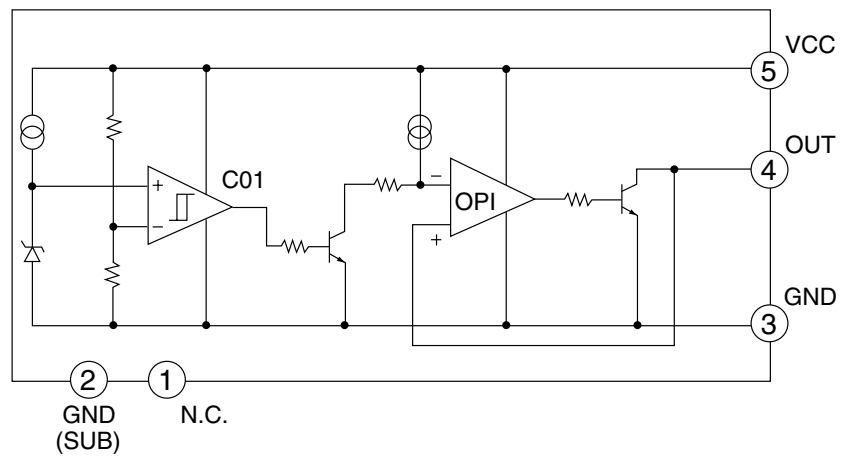 VCC
5
OUT
4
+
C01
−
−
OPI
+
GND
3
2
1
GND
(SUB)
N.C.